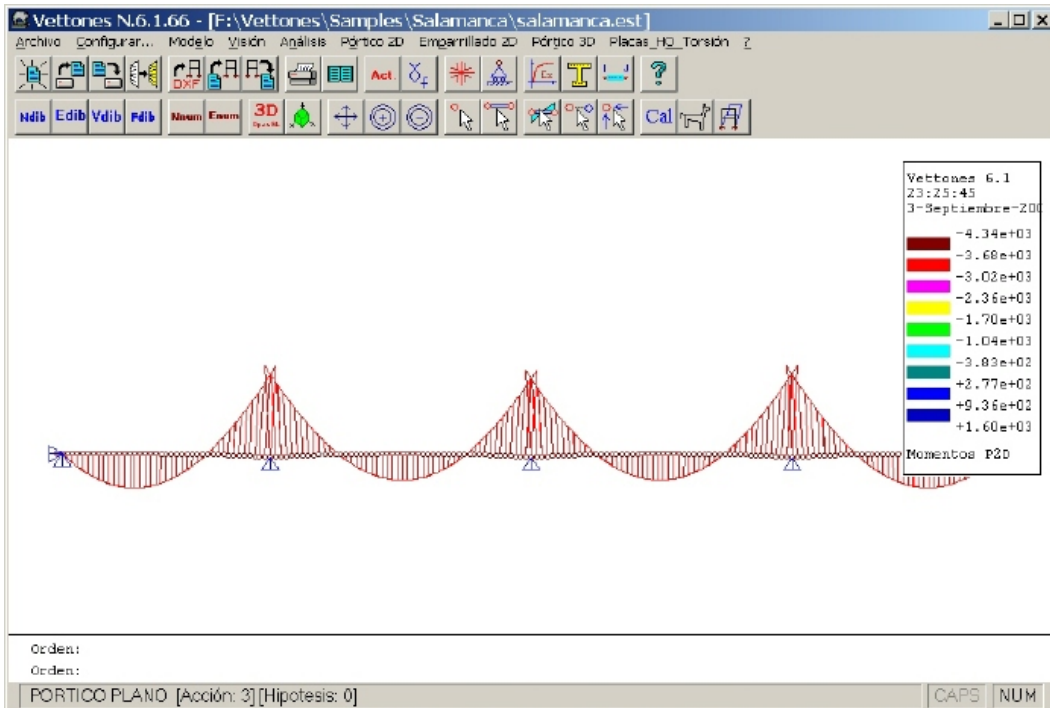 Vettones N.6.1.66 - [F:\Vettones\Samples\Salamanca\salamanca.est]
Archivo Configurar... Modelo Visión Análisis Pórtico 2D Emparrillado 2D Pórtico 3D Placas_HO_Torsión ?
DXF Act. Ex ?
Ndib Edib Vdib Fdib Nnum Enum 3D Cal
Vettones 6.1
23:25:45
3-Septiembre-200
-4.34e+03
-3.68e+03
-3.02e+03
-2.36e+03
-1.70e+03
-1.04e+03
-3.83e+02
+2.77e+02
+9.36e+02
+1.60e+03
Momentos P2D
Orden:
Orden:
PORTICO PLANO [Acción: 3] [Hipotesis: 0] CAPS NUM